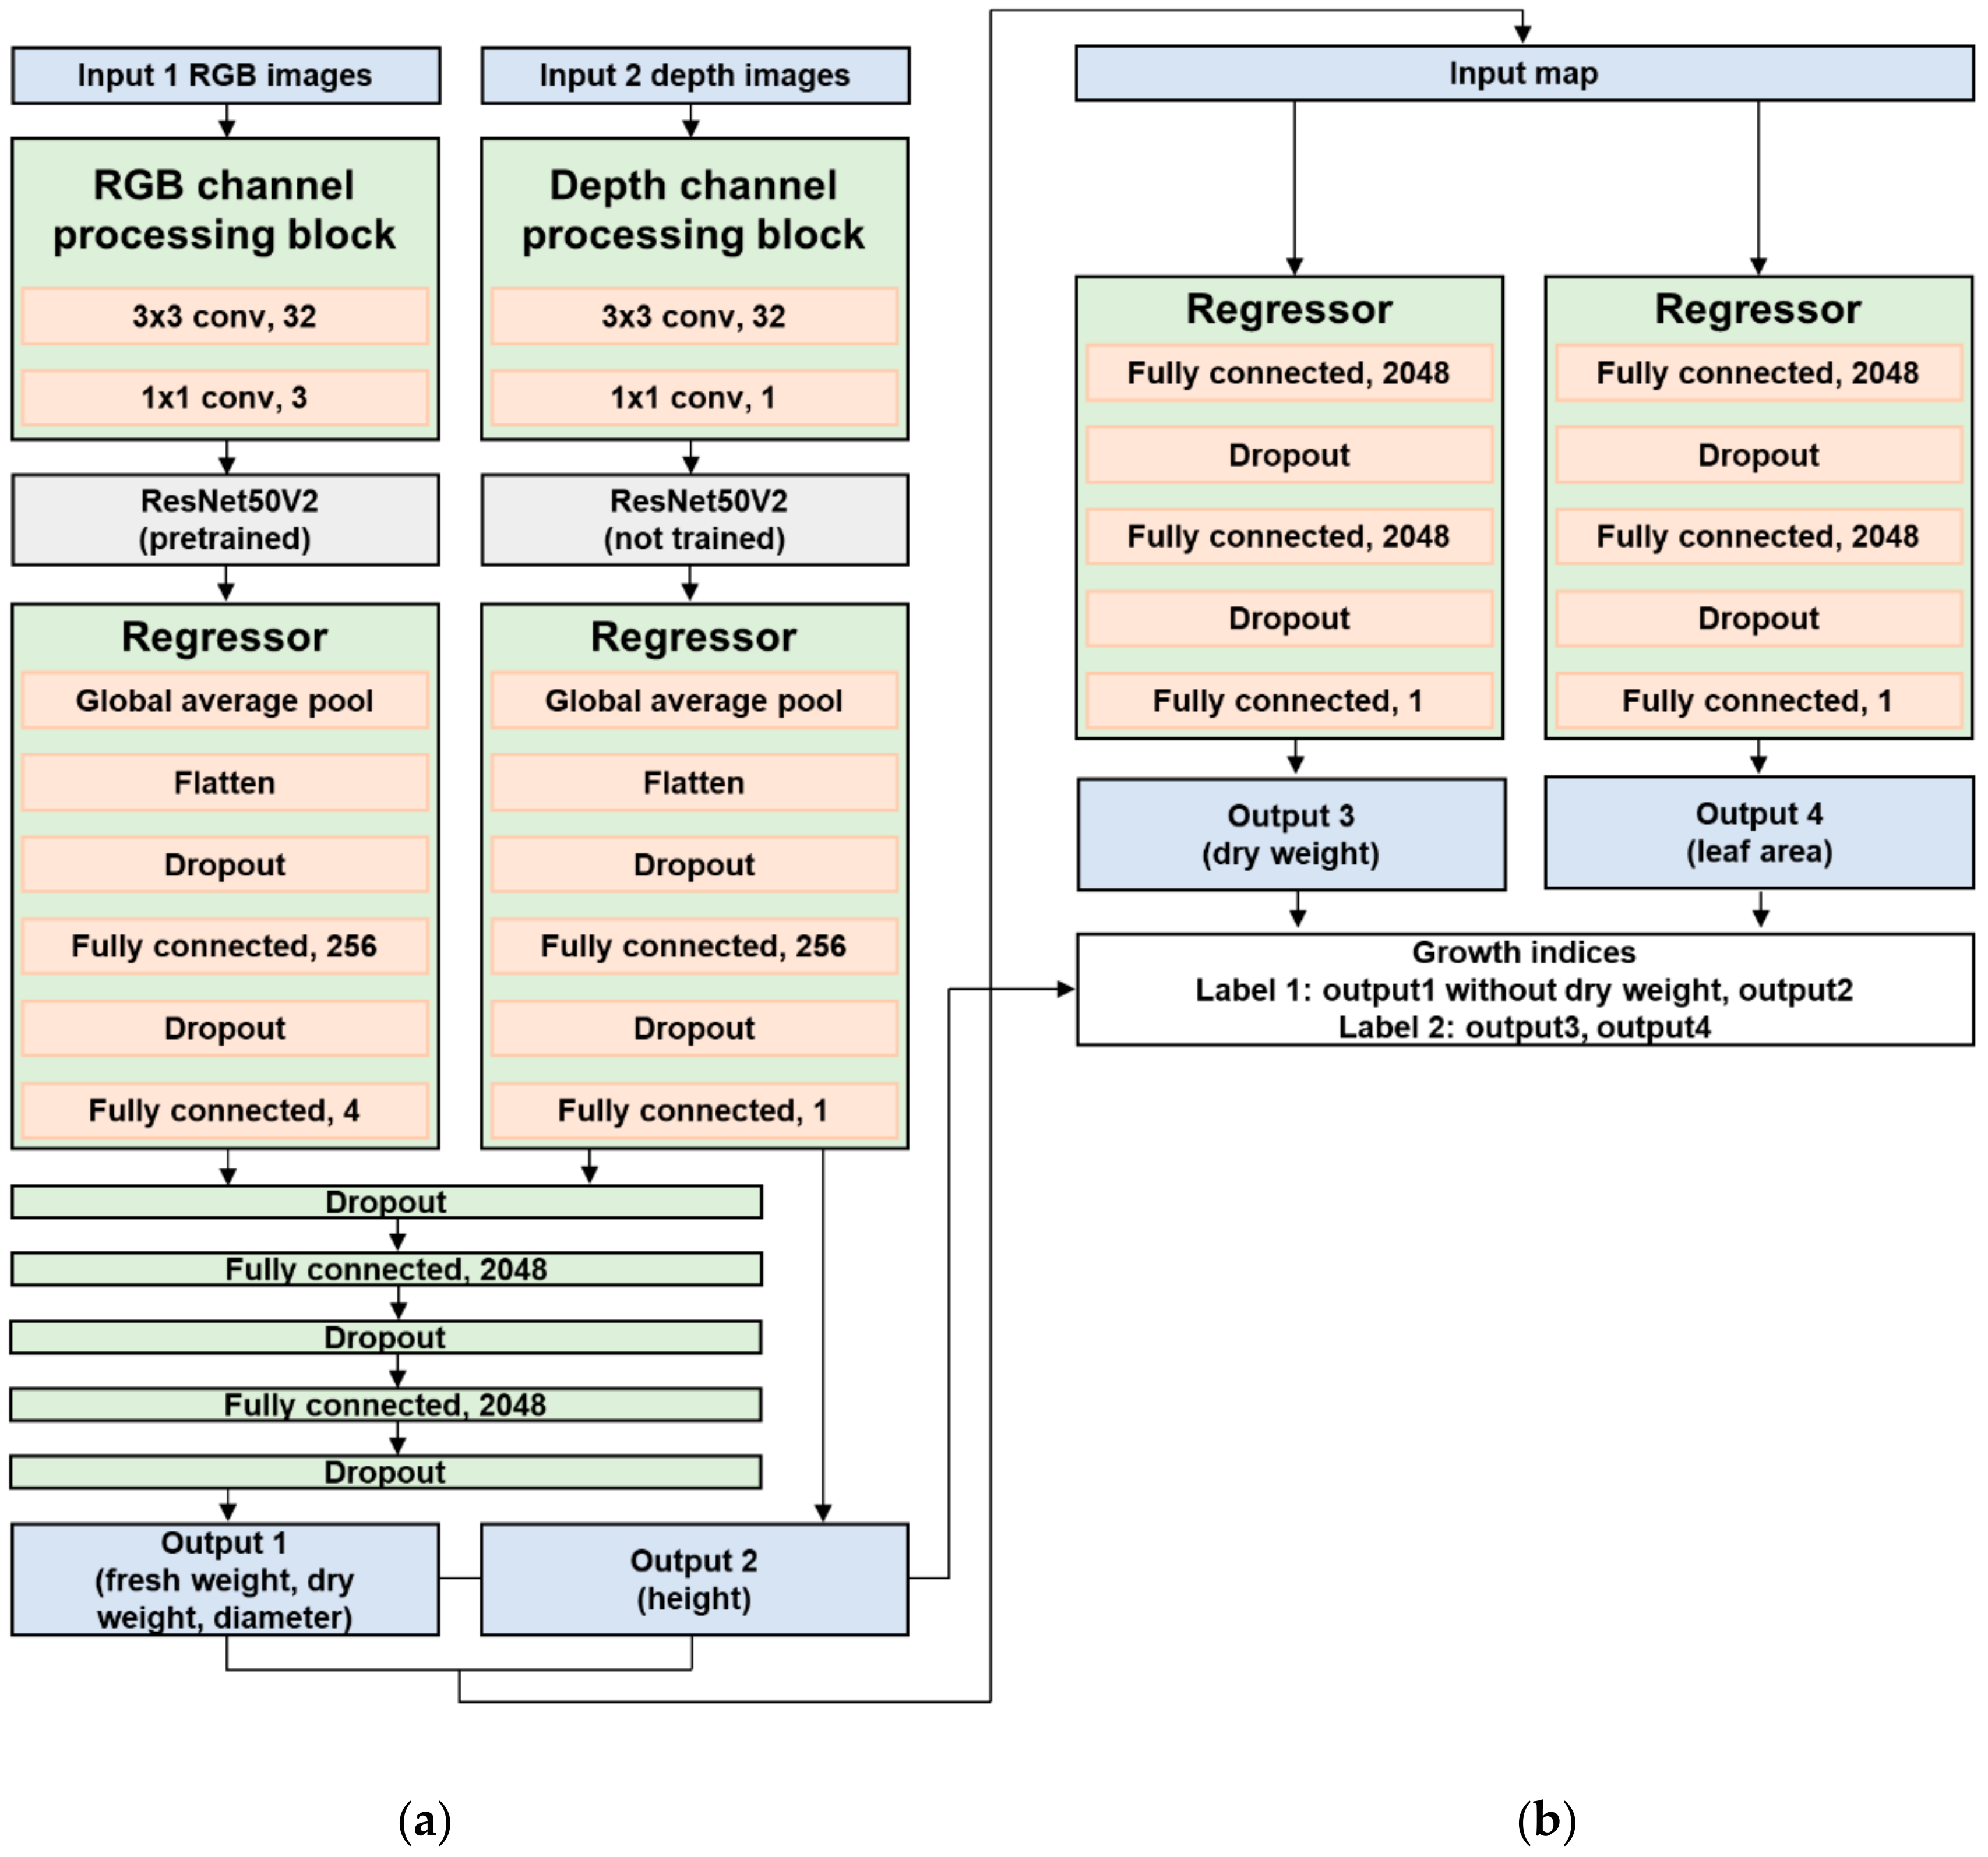 Input 1 RGB images
RGB channel
processing block
3x3 conv, 32
1x1 conv, 3
ResNet50V2
(pretrained)
Regressor
Global average pool
Flatten
Dropout
Fully connected, 256
Dropout
Fully connected, 4
Input 2 depth images
Depth channel
processing block
3x3 conv, 32
1x1 conv, 1
ResNet50V2
(not trained)
Regressor
Global average pool
Flatten
Dropout
Fully connected, 256
Dropout
Fully connected, 1
Dropout
Fully connected, 2048
Dropout
Fully connected, 2048
Dropout
Output 1
(fresh weight, dry
weight, diameter)
Output 2
(height)
(a)
Input map
Regressor
Fully connected, 2048
Dropout
Fully connected, 2048
Dropout
Fully connected, 1
Output 3
(dry weight)
Regressor
Fully connected, 2048
Dropout
Fully connected, 2048
Dropout
Fully connected, 1
Output 4
(leaf area)
Growth indices
Label 1: output1 without dry weight, output2
Label 2: output3, output4
(b)